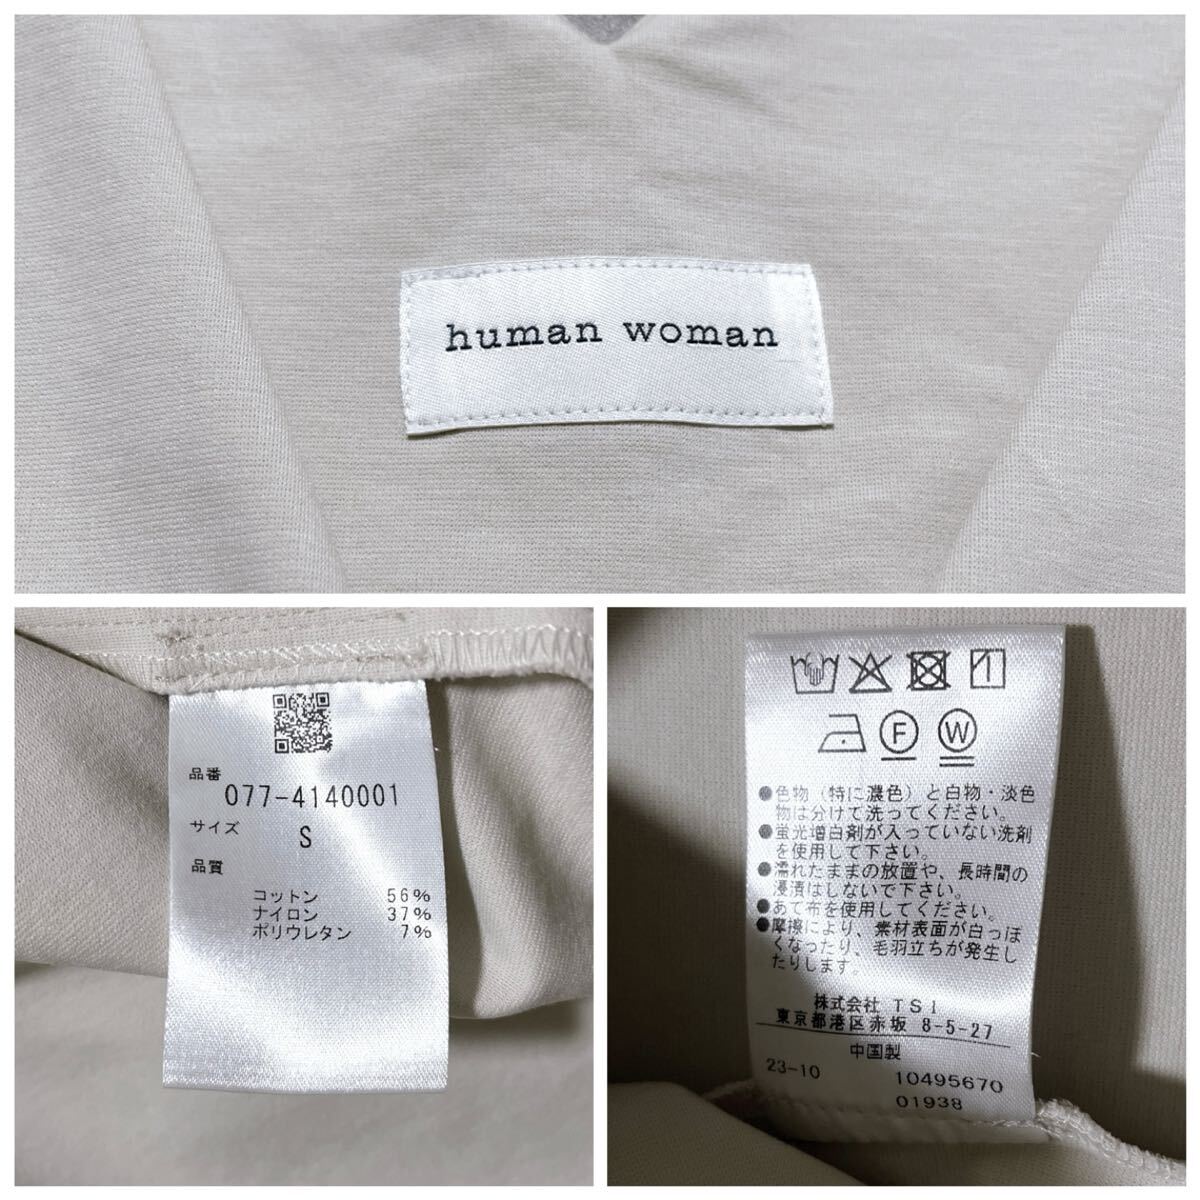 human woman
品番
077-4140001
サイズ
S
品質
コットン 56%
ナイロン 37%
ポリウレタン 7%
F W
●色物（特に濃色）と白物・淡色
物は分けて洗ってください。
●蛍光増白剤が入っていない洗剤
を使用して下さい。
●濡れたままの放置や、長時間の
浸漬はしないで下さい。
●あて布を使用してください。
●摩擦により、素材表面が白っぽ
くなったり、毛羽立ちが発生し
たりします。
株式会社 TSI
東京都港区赤坂 8-5-27
中国製
23-10 10495670
01938